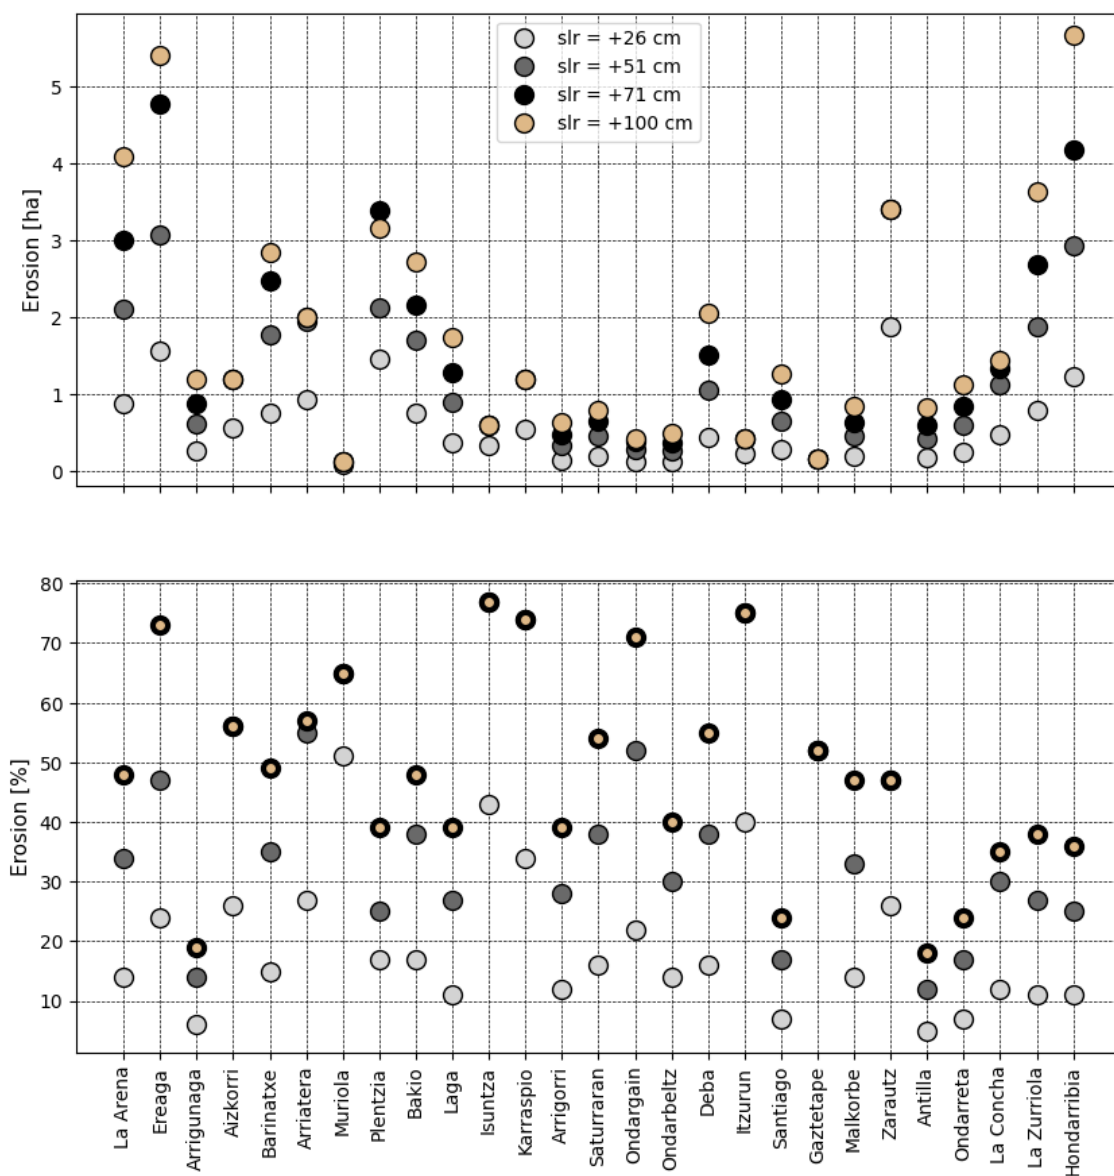 slr = +26 cm
slr = +51 cm
slr = +71 cm
slr = +100 cm
Erosion [ha]
5
4
3
2
1
0
Erosion [%]
80
70
60
50
40
30
20
10
La Arena
Ereaga
Arrigunaga
Aizkorri
Barinatxe
Arriatera
Muriola
Plentzia
Bakio
Laga
Isuntza
Karraspio
Arrigorri
Saturraran
Ondargain
Ondarbeltz
Deba
Itzurun
Santiago
Gaztetape
Malkorbe
Zarautz
Antilla
Ondarreta
La Concha
La Zurriola
Hondarribia